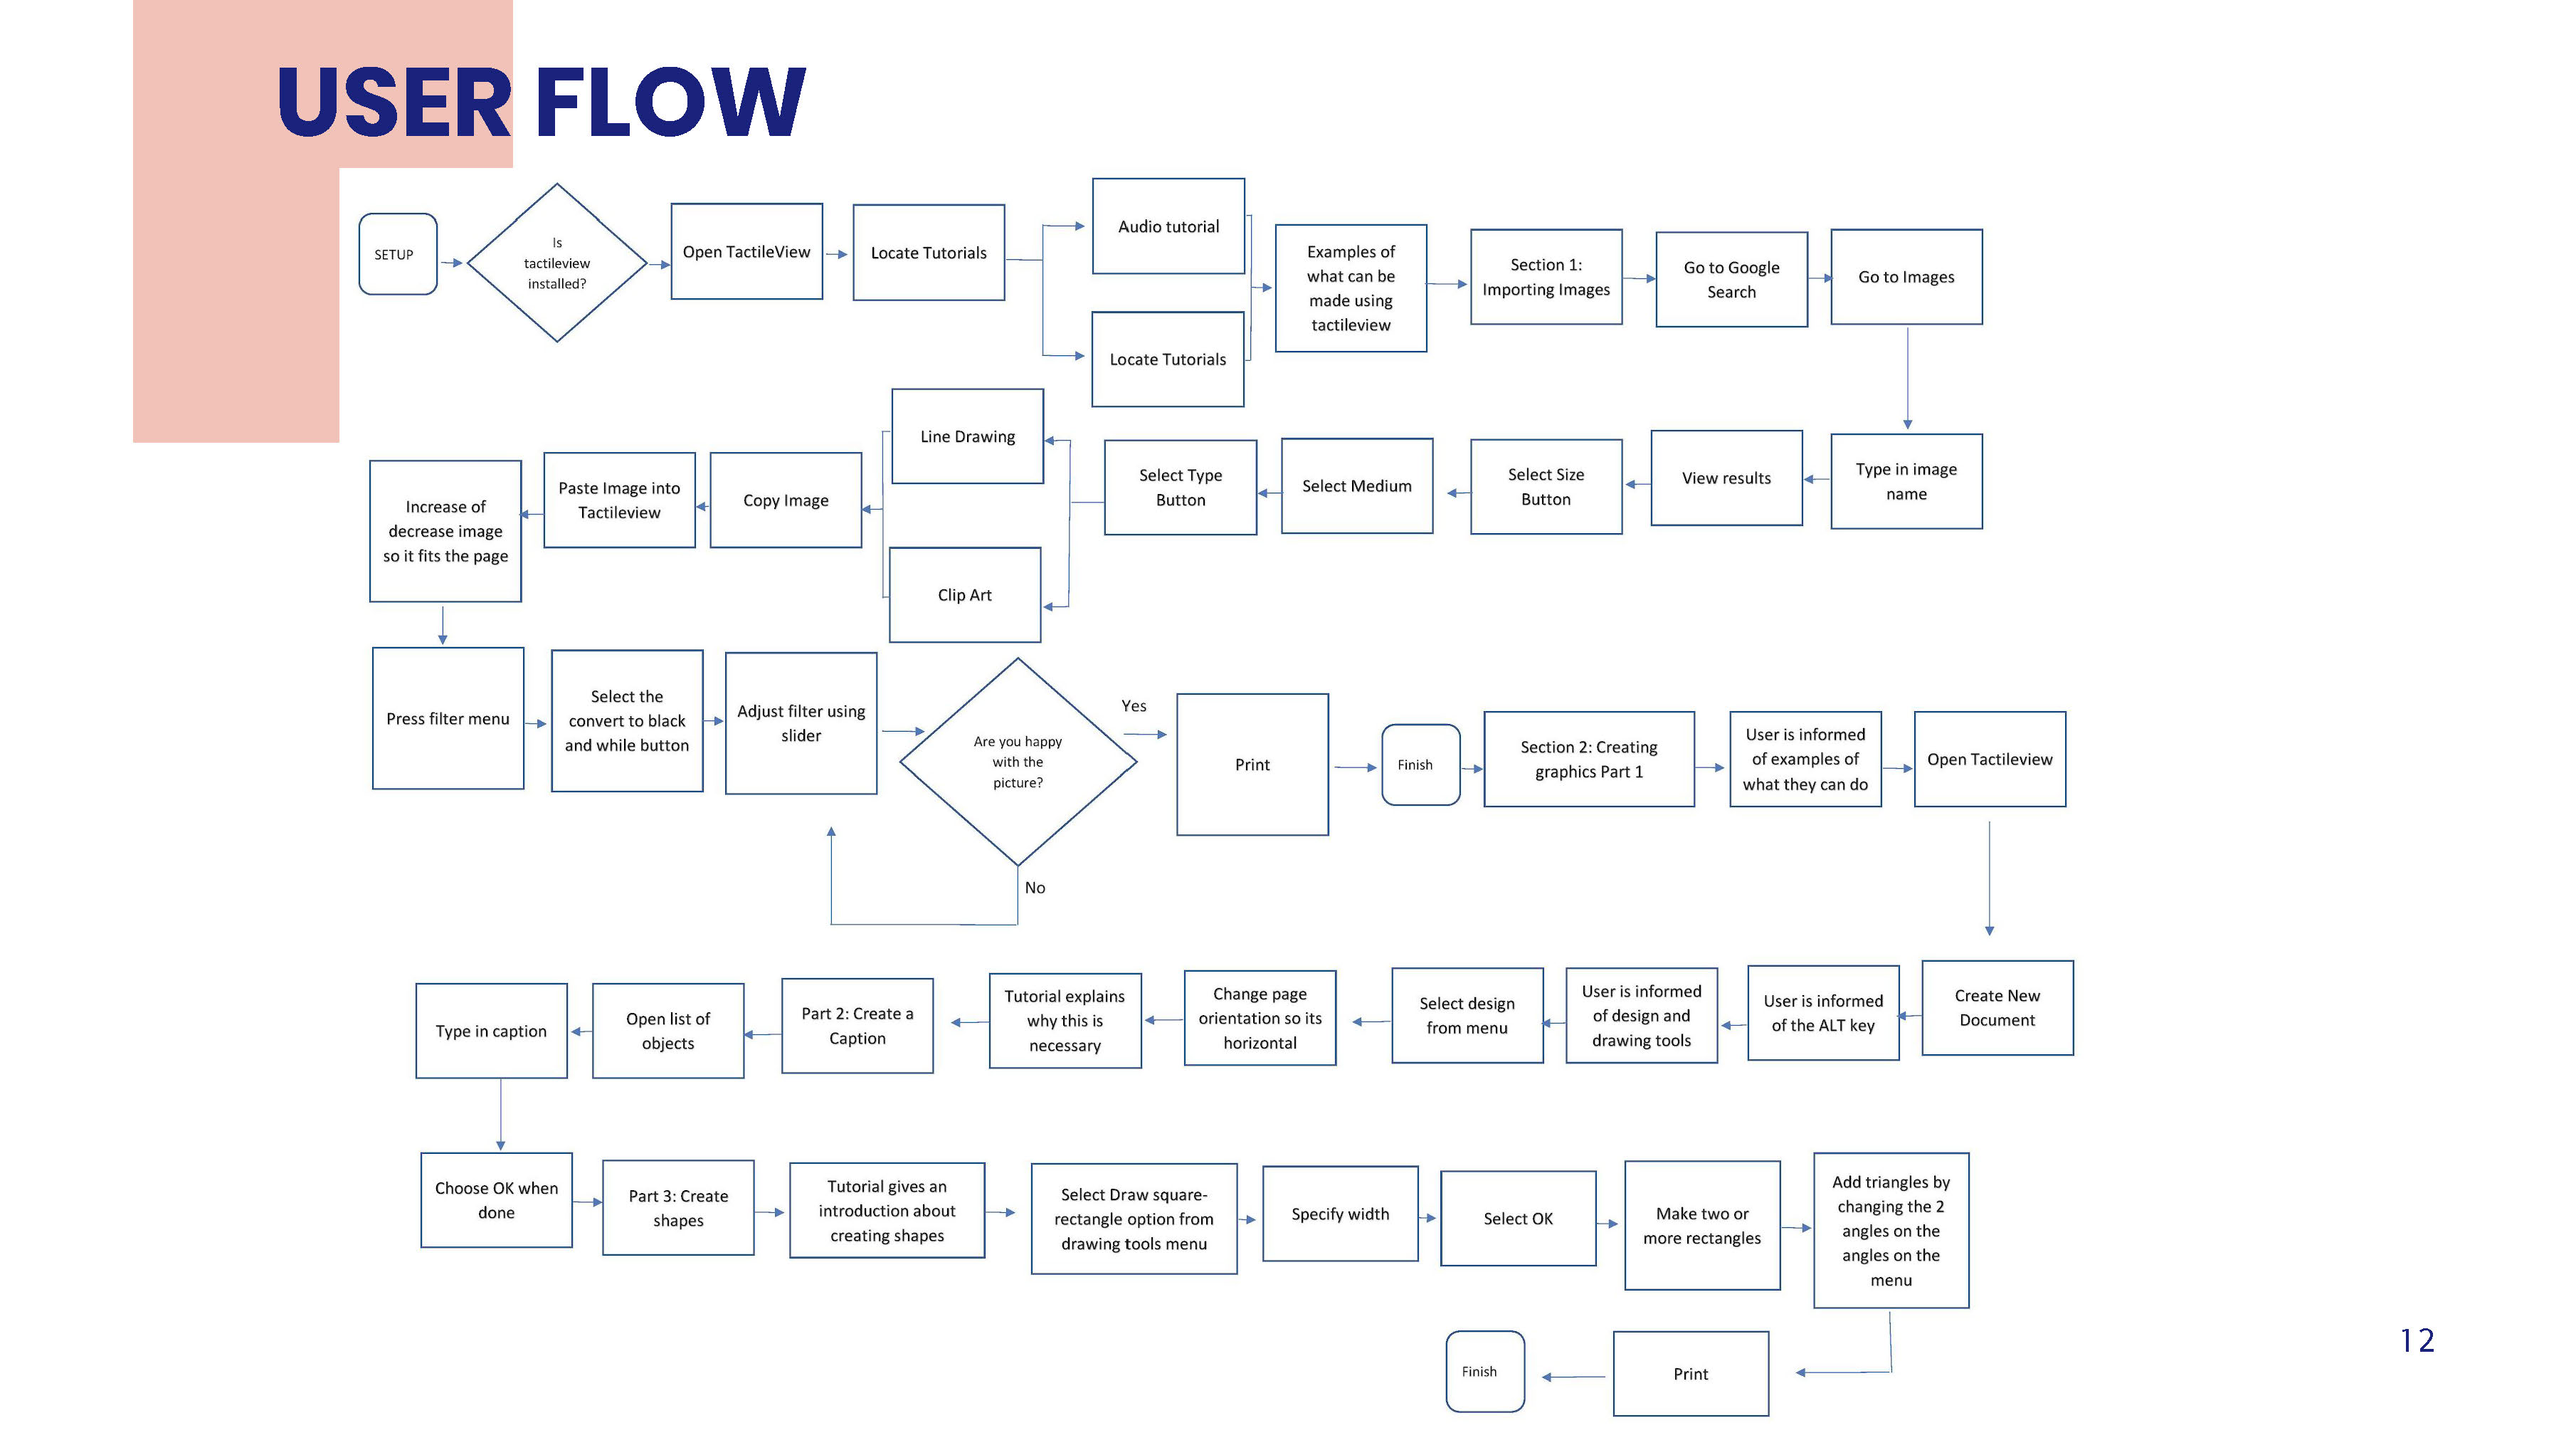 USER FLOW
SETUP
Is
tactileview
installed?
Open TactileView
Locate Tutorials
Audio tutorial
Locate Tutorials
Examples of
what can be
made using
tactileview
Section 1:
Importing Images
Go to Google
Search
Go to Images
Type in image
name
View results
Select Size
Button
Select Medium
Select Type
Button
Line Drawing
Clip Art
Copy Image
Paste Image into
Tactileview
Increase of
decrease image
so it fits the page
Press filter menu
Select the
convert to black
and while button
Adjust filter using
slider
Are you happy
with the
picture?
Yes
No
Print
Finish
Section 2: Creating
graphics Part 1
User is informed
of examples of
what they can do
Open Tactileview
Create New
Document
User is informed
of the ALT key
User is informed
of design and
drawing tools
Select design
from menu
Change page
orientation so its
horizontal
Tutorial explains
why this is
necessary
Part 2: Create a
Caption
Open list of
objects
Type in caption
Choose OK when
done
Part 3: Create
shapes
Tutorial gives an
introduction about
creating shapes
Select Draw square-
rectangle option from
drawing tools menu
Specify width
Select OK
Make two or
more rectangles
Add triangles by
changing the 2
angles on the
angles on the
menu
Print
Finish
12